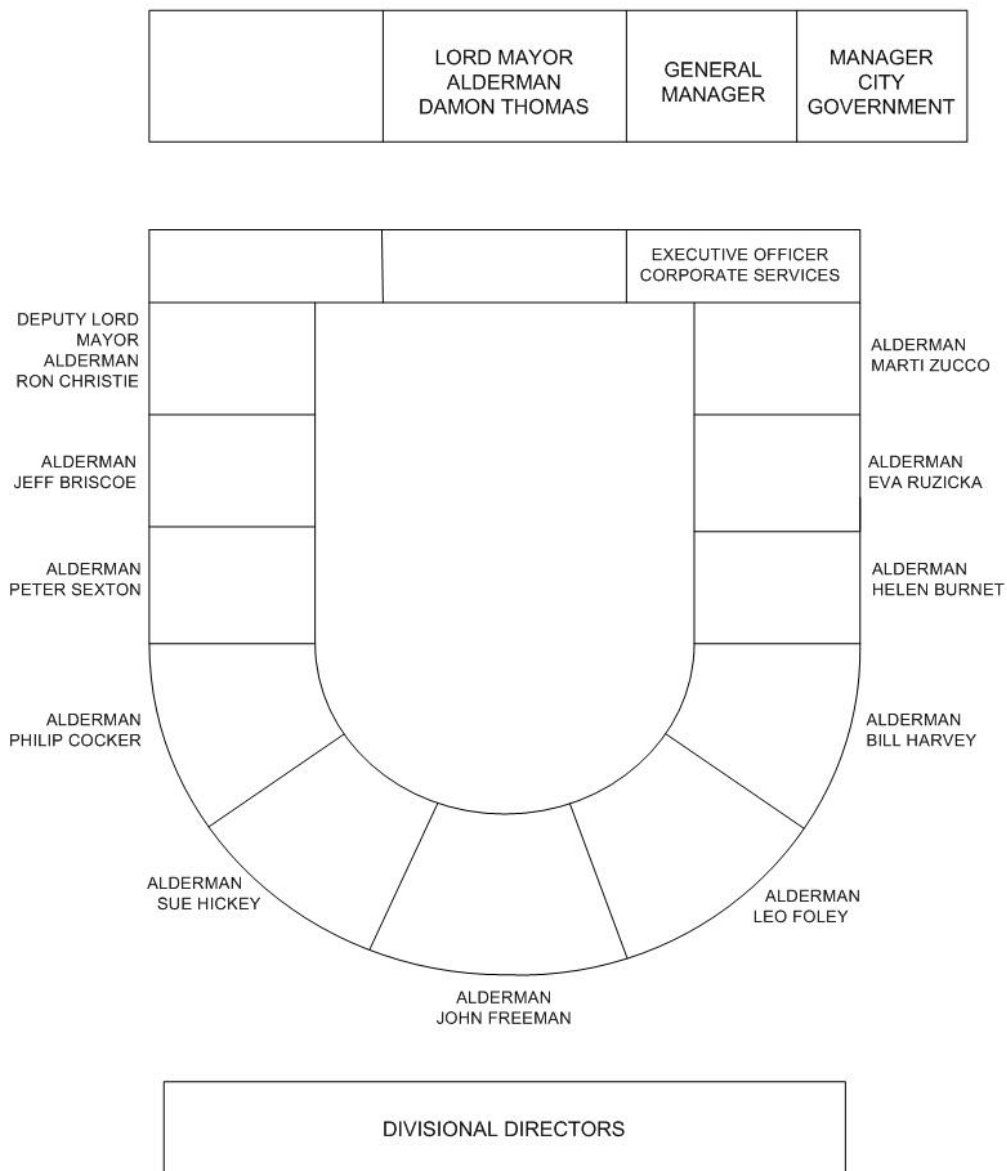 LORD MAYOR
ALDERMAN
DAMON THOMAS
GENERAL
MANAGER
MANAGER
CITY
GOVERNMENT
EXECUTIVE OFFICER
CORPORATE SERVICES
DEPUTY LORD
MAYOR
ALDERMAN
RON CHRISTIE
ALDERMAN
MARTI ZUCCO
ALDERMAN
JEFF BRISCOE
ALDERMAN
EVA RUZICKA
ALDERMAN
PETER SEXTON
ALDERMAN
HELEN BURNET
ALDERMAN
PHILIP COCKER
ALDERMAN
BILL HARVEY
ALDERMAN
SUE HICKEY
ALDERMAN
LEO FOLEY
ALDERMAN
JOHN FREEMAN
DIVISIONAL DIRECTORS